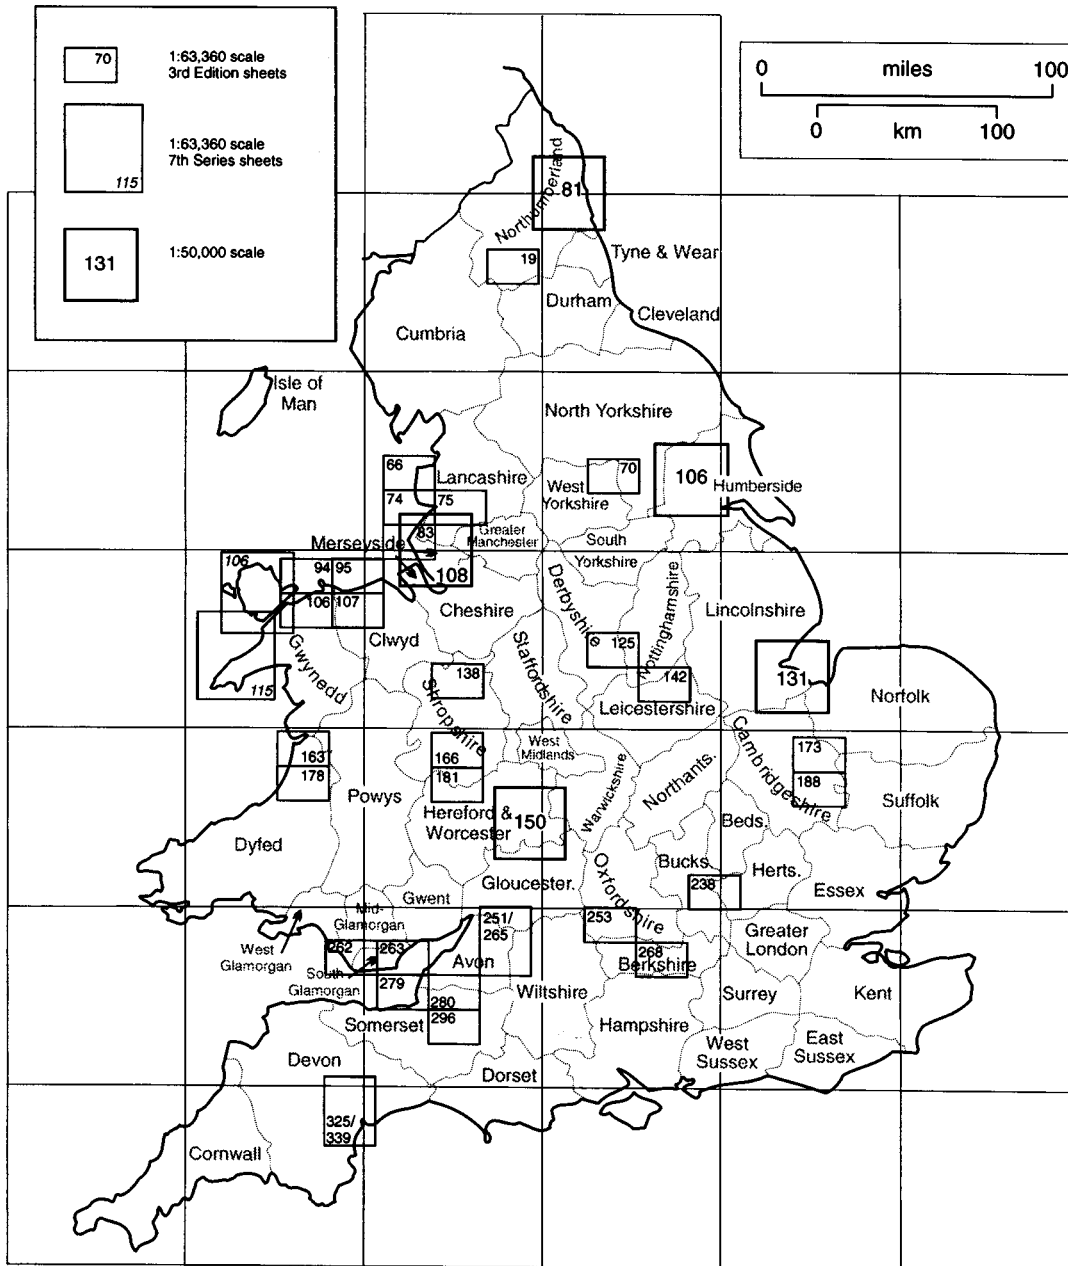 70
1:63,360 scale
3rd Edition sheets
1:63,360 scale
7th Series sheets
115
131
1:50,000 scale
0 miles 100
0 km 100
Northumberland
81
19
Tyne & Wear
Durham
Cleveland
Cumbria
Isle of
Man
North Yorkshire
66
Lancashire
70
West
Yorkshire
106
Humberside
74
75
83
Greater
Manchester
South
Yorkshire
Merseyside
108
106
94
95
106
107
Cheshire
Derbyshire
Nottinghamshire
Lincolnshire
Clwyd
Gwynedd
115
138
Shropshire
Staffordshire
125
142
Leicestershire
131
Norfolk
163
178
166
181
West
Midlands
Warwickshire
Northants.
Cambridgeshire
173
188
Suffolk
Powys
Hereford &
Worcester
150
Beds.
Dyfed
Bucks.
Herts.
Essex
238
Gloucester.
Oxfordshire
Gwent
Mid-
Glamorgan
251/
265
253
Greater
London
West
Glamorgan
262
263
Avon
268
Berkshire
South
Glamorgan
279
Wiltshire
Surrey
Kent
280
296
Somerset
Hampshire
West
Sussex
East
Sussex
Devon
Dorset
325/
339
Cornwall